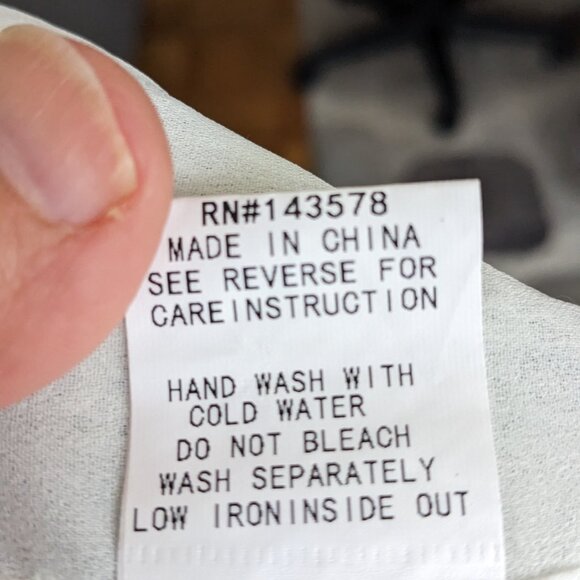 RN#143578
MADE IN CHINA
SEE REVERSE FOR
CAREINSTRUCTION
HAND WASH WITH
COLD WATER
DO NOT BLEACH
WASH SEPARATELY
LOW IRONINSIDE OUT